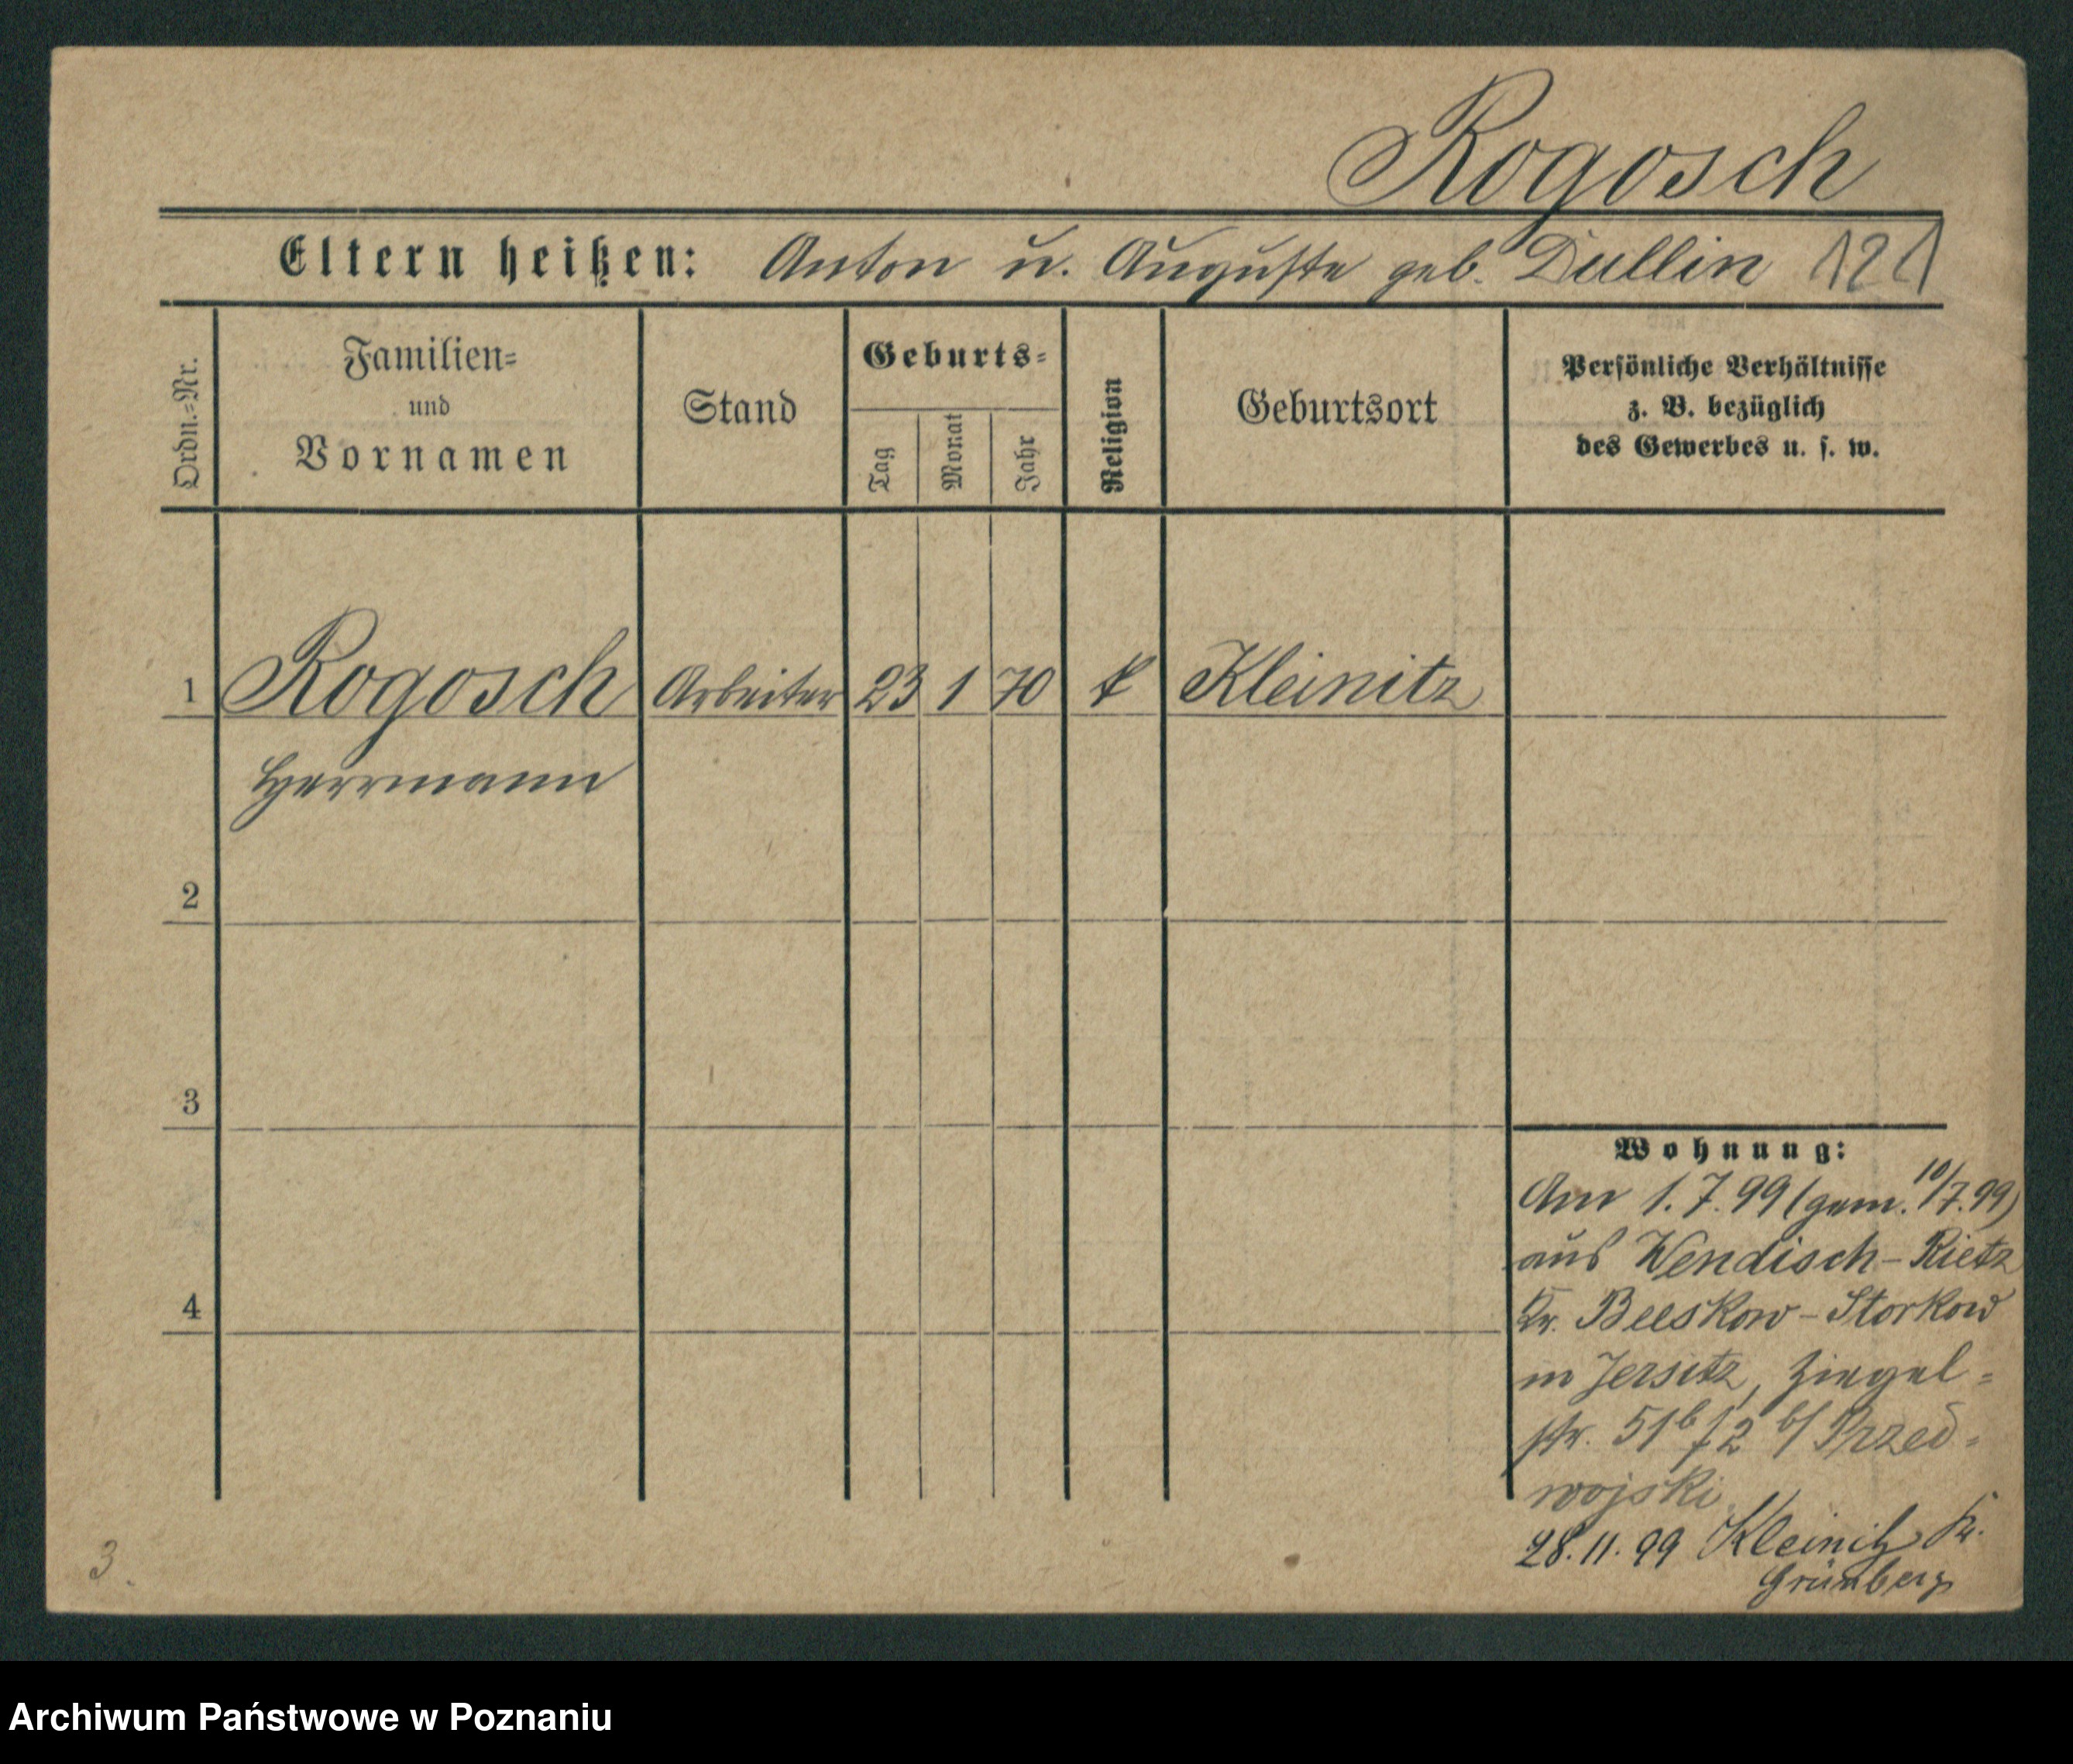 Rogosch
Eltern heißen: Anton u. Auguste geb. Dullin 121
Ordn.=Nr.
Familien=
und
Vornamen
Stand
Geburts=
Tag
Monat
Jahr
Religion
Geburtsort
Persönliche Verhältnisse
z. B. bezüglich
des Gewerbes u. s. w.
1 Rogosch Arbeiter 23 1 70 k Kleinitz
Herrmann
2
3
4
Wohnung:
Am 1.7.99 (gem. 10/7.99)
aus Wendisch-Rietz
Kr. Beeskow-Storkow
in Jersitz, Ziegel=
str. 51b/2 b/ Przed=
wojski
28.11.99 Kleinitz Kr.
Grünberg
3.
Archiwum Państwowe w Poznaniu